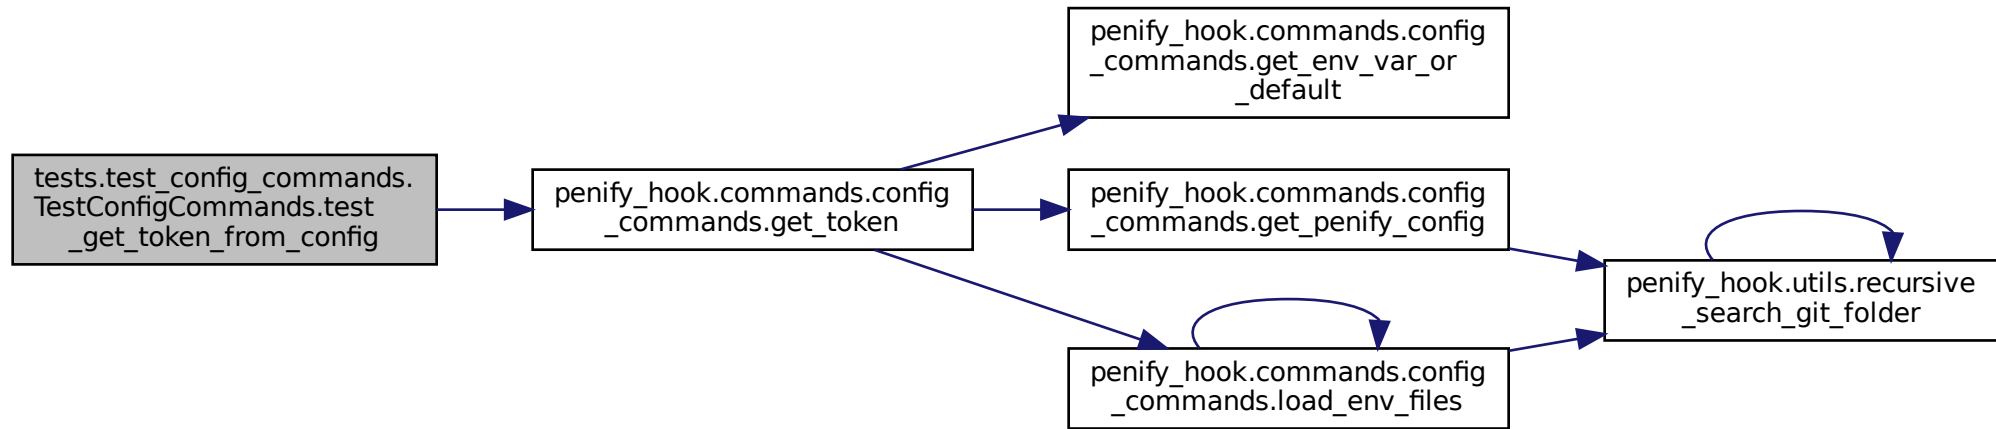 tests.test_config_commands.
TestConfigCommands.test
_get_token_from_config
penify_hook.commands.config
_commands.get_token
penify_hook.commands.config
_commands.get_env_var_or
_default
penify_hook.commands.config
_commands.get_penify_config
penify_hook.commands.config
_commands.load_env_files
penify_hook.utils.recursive
_search_git_folder